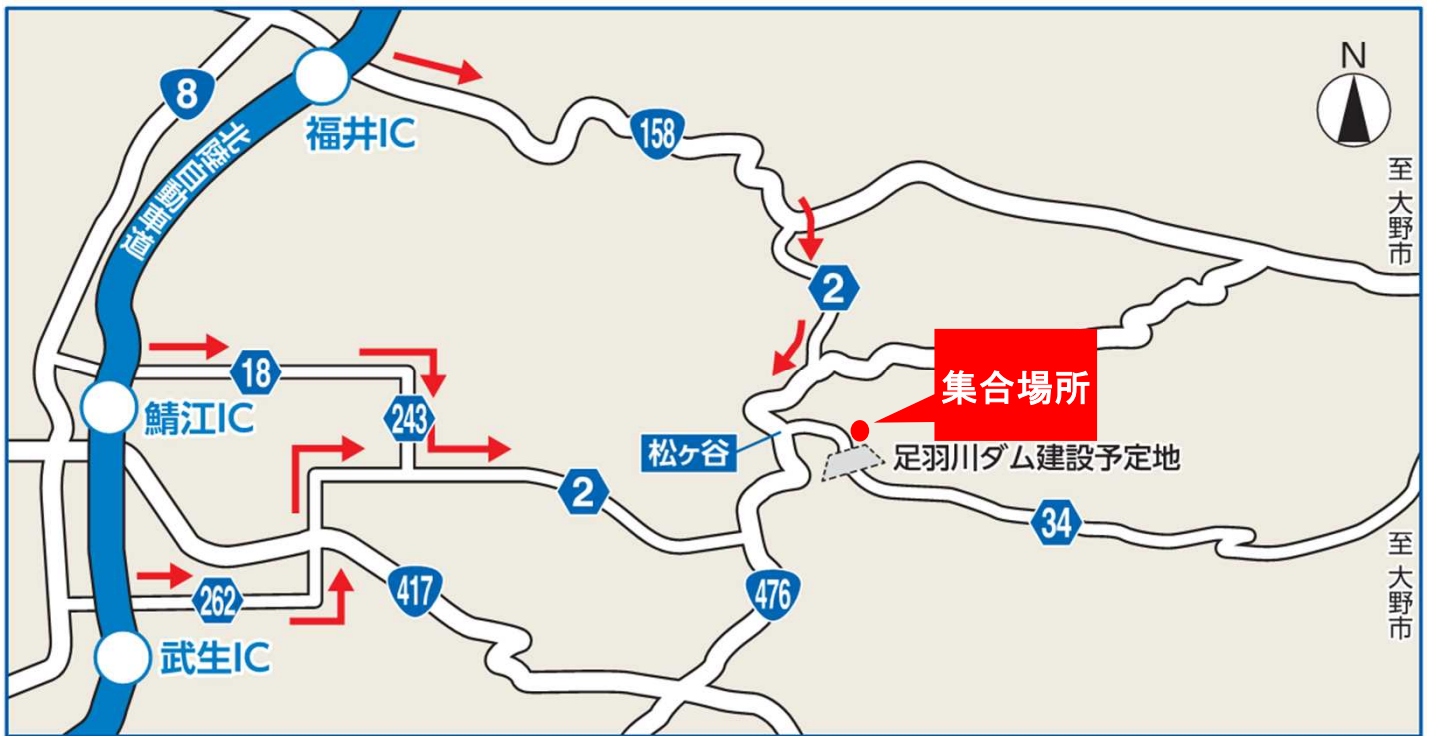 N
8
福井IC
158
至 大野市
北陸自動車道
2
集合場所
18
鯖江IC
243
松ヶ谷
足羽川ダム建設予定地
2
34
至 大野市
262
417
476
武生IC